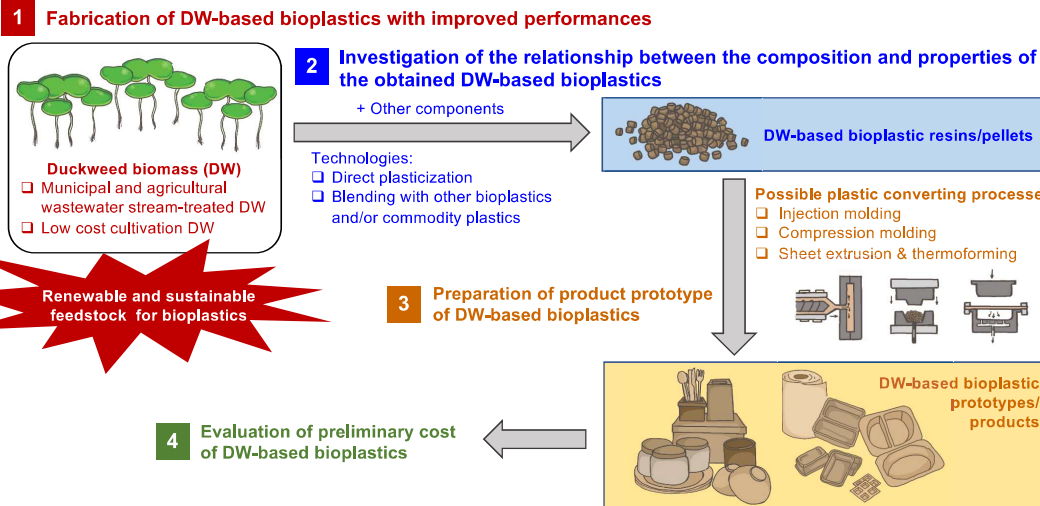 1 Fabrication of DW-based bioplastics with improved performances
2 Investigation of the relationship between the composition and properties of
the obtained DW-based bioplastics
Duckweed biomass (DW)
❑ Municipal and agricultural
wastewater stream-treated DW
❑ Low cost cultivation DW
Renewable and sustainable
feedstock for bioplastics
+ Other components
Technologies:
❑ Direct plasticization
❑ Blending with other bioplastics
and/or commodity plastics
DW-based bioplastic resins/pellets
Possible plastic converting processe
❑ Injection molding
❑ Compression molding
❑ Sheet extrusion & thermoforming
3 Preparation of product prototype
of DW-based bioplastics
DW-based bioplastic
prototypes/
products
4 Evaluation of preliminary cost
of DW-based bioplastics